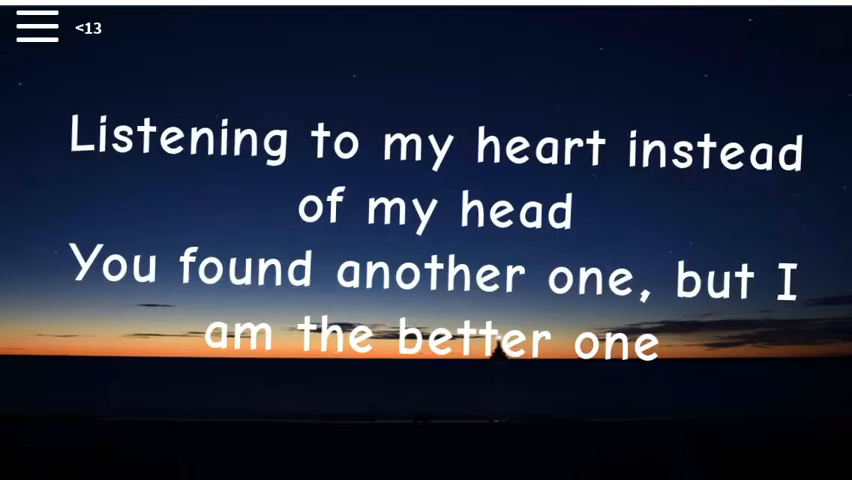 <13
Listening to my heart instead
of my head
You found another one, but I
am the better one